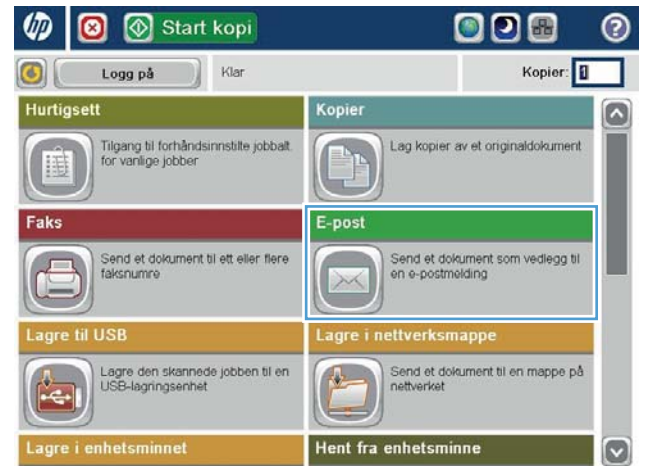 hp
Start kopi
?
Logg på
Klar
Kopier: 1
Hurtigsett
Tilgang til forhåndsinnstilte jobbalt.
for vanlige jobber
Kopier
Lag kopier av et originaldokument
Faks
Send et dokument til ett eller flere
faksnumre
E-post
Send et dokument som vedlegg til
en e-postmelding
Lagre til USB
Lagre den skannede jobben til en
USB-lagringsenhet
Lagre i nettverksmappe
Send et dokument til en mappe på
nettverket
Lagre i enhetsminnet
Hent fra enhetsminne